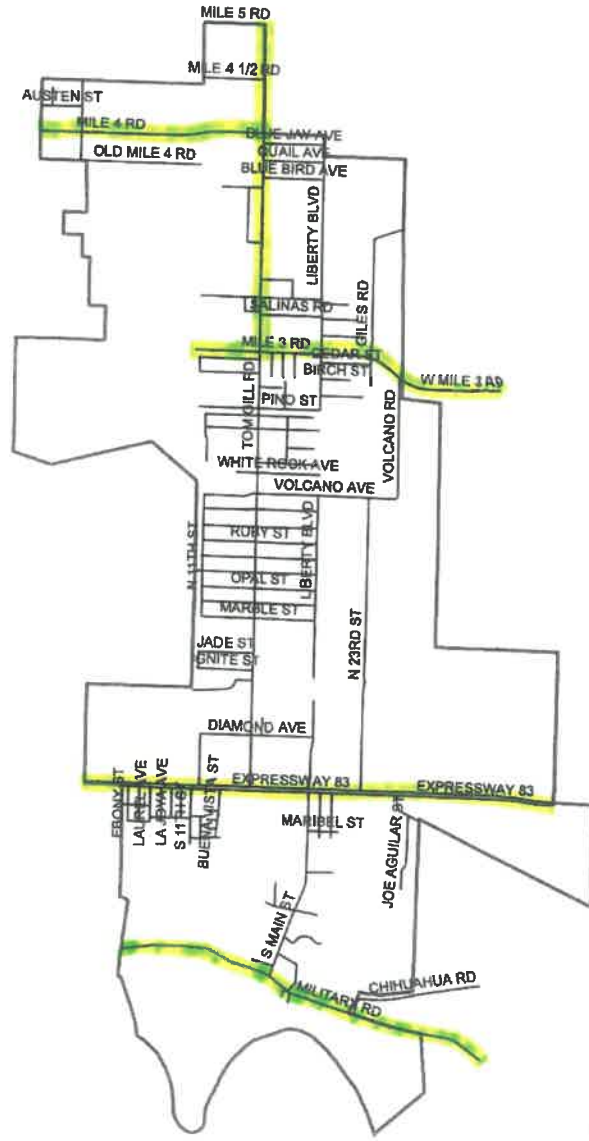 MILE 5 RD
MILE 4 1/2 RD
AUSTEN ST
MILE 4 RD
BLUE JAY AVE
OLD MILE 4 RD
QUAIL AVE
BLUE BIRD AVE
LIBERTY BLVD
SALINAS RD
GILES RD
MILE 3 RD
CEDAR ST
BIRCH ST
W MILE 3 RD
TOM GILL RD
PINO ST
VOLCANO RD
WHITE ROCK AVE
VOLCANO AVE
N 11TH ST
RUBY ST
LIBERTY BLVD
OPAL ST
MARBLE ST
JADE ST
IGNITE ST
N 23RD ST
DIAMOND AVE
EXPRESSWAY 83
EXPRESSWAY 83
EBONY ST
LAUREL AVE
LA JOYA AVE
S 11TH ST
BUENA VISTA ST
MARIBEL ST
JOE AGUILAR ST
S MAIN ST
CHIHUAHUA RD
MILITARY RD